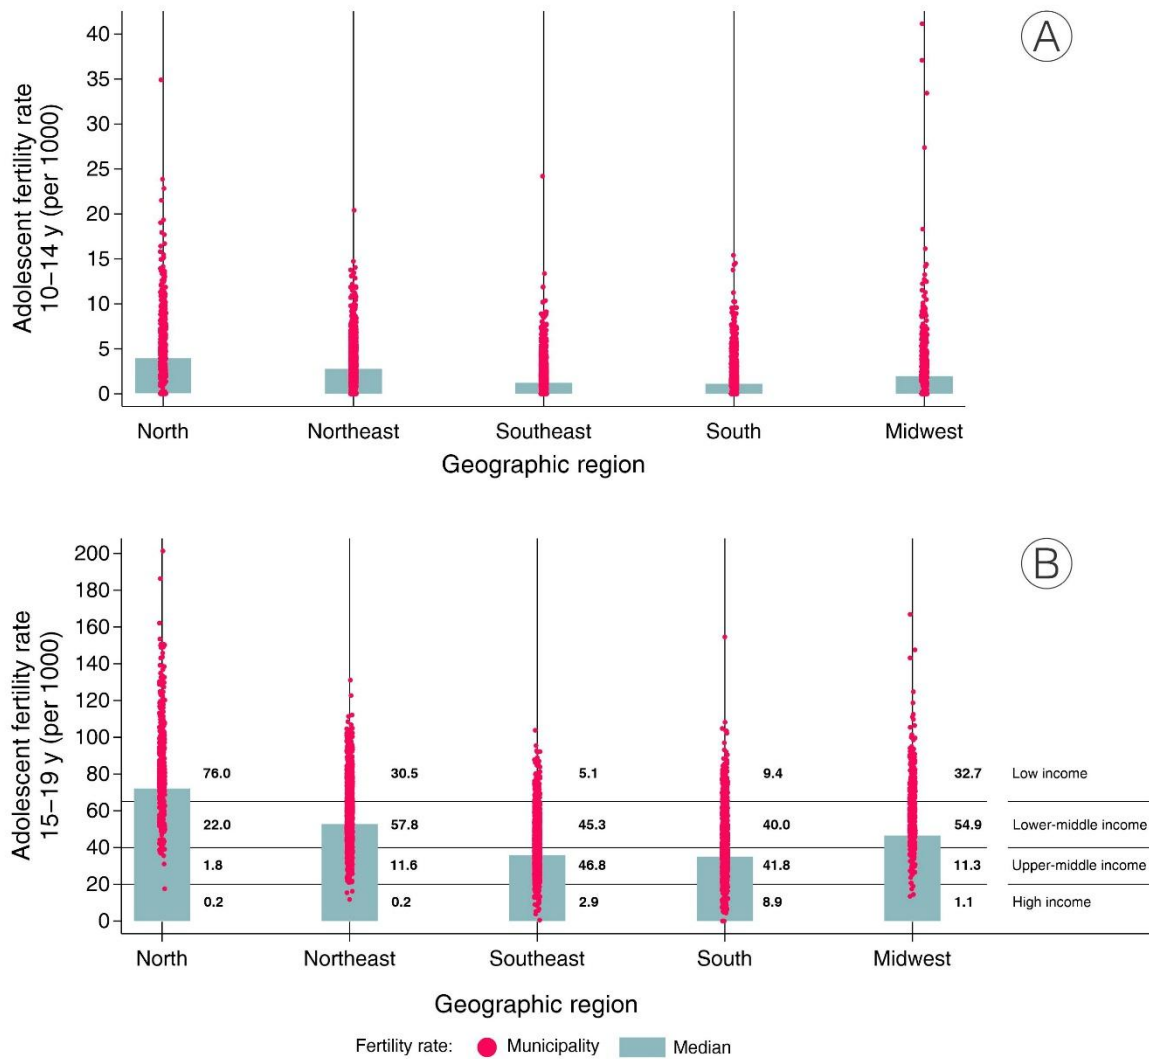 A
Adolescent fertility rate
10–14 y (per 1000)
40
35
30
25
20
15
10
5
0
North Northeast Southeast South Midwest
Geographic region
B
Adolescent fertility rate
15–19 y (per 1000)
200
180
160
140
120
100
80
60
40
20
0
76.0 30.5 5.1 9.4 32.7 Low income
22.0 57.8 45.3 40.0 54.9 Lower-middle income
1.8 11.6 46.8 41.8 11.3 Upper-middle income
0.2 0.2 2.9 8.9 1.1 High income
North Northeast Southeast South Midwest
Geographic region
Fertility rate: Municipality Median